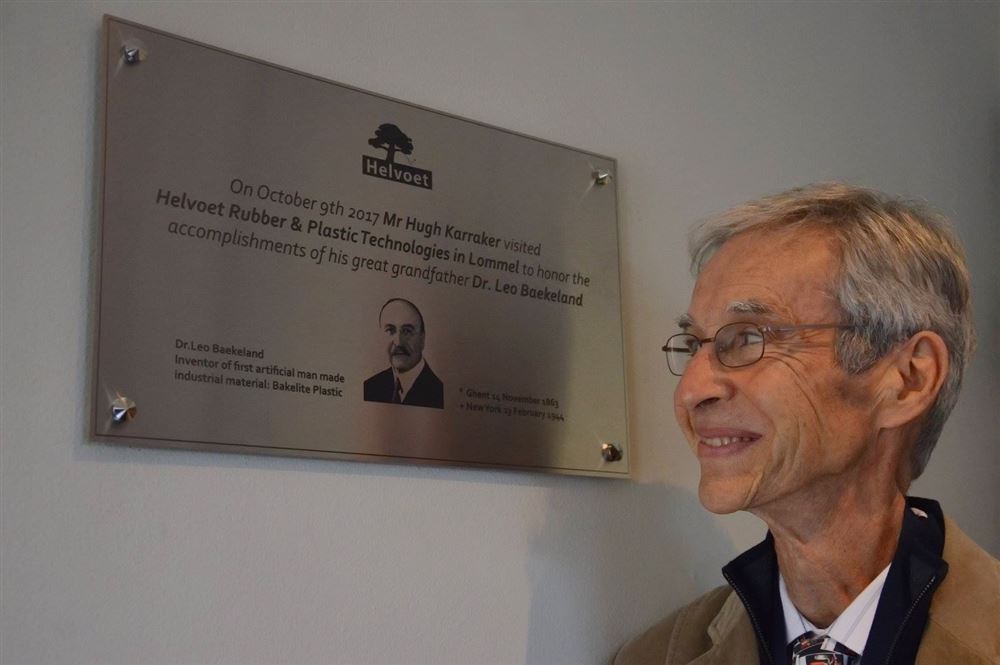 Helvoet
On October 9th 2017 Mr Hugh Karraker visited
Helvoet Rubber & Plastic Technologies in Lommel to honor the
accomplishments of his great grandfather Dr. Leo Baekeland
Dr.Leo Baekeland
Inventor of first artificial man made
industrial material: Bakelite Plastic
* Ghent 14 November 1863
+ New York 23 February 1944